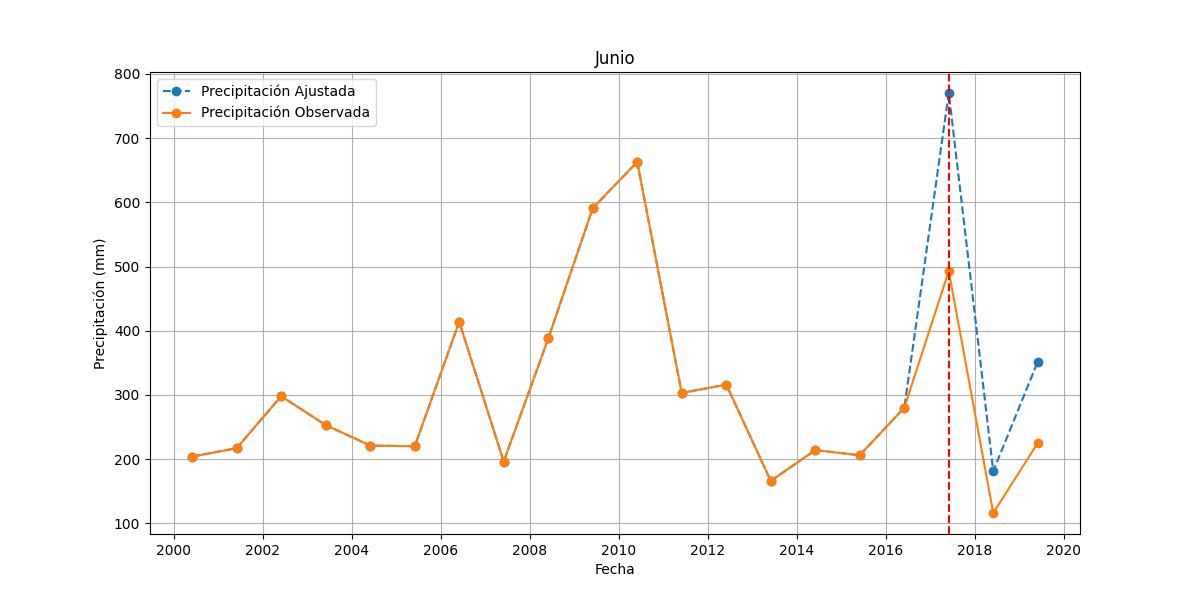 Junio
Precipitación Ajustada
Precipitación Observada
Precipitación (mm)
800
700
600
500
400
300
200
100
2000 2002 2004 2006 2008 2010 2012 2014 2016 2018 2020
Fecha